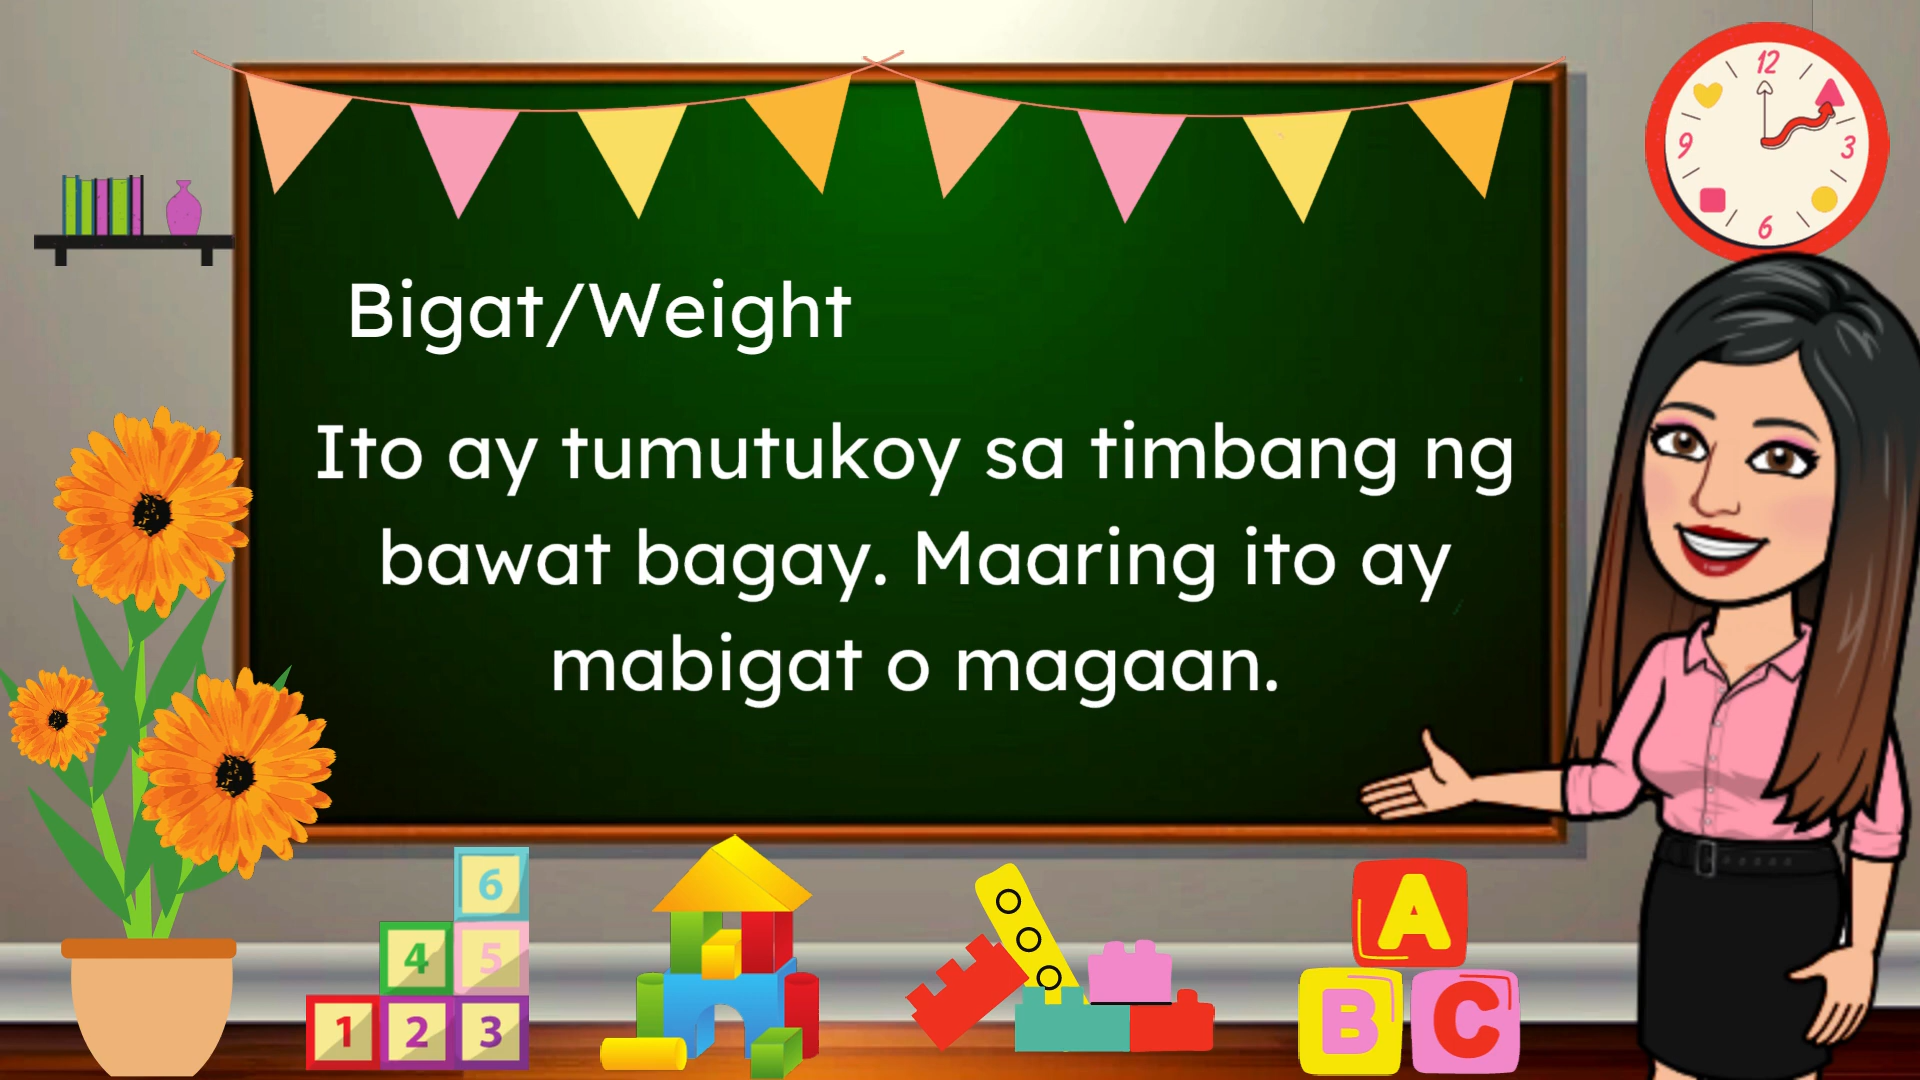 12
9
3
6
Bigat/Weight
Ito ay tumutukoy sa timbang ng
bawat bagay. Maaring ito ay
mabigat o magaan.
6
4 5
1 2 3
A
B C